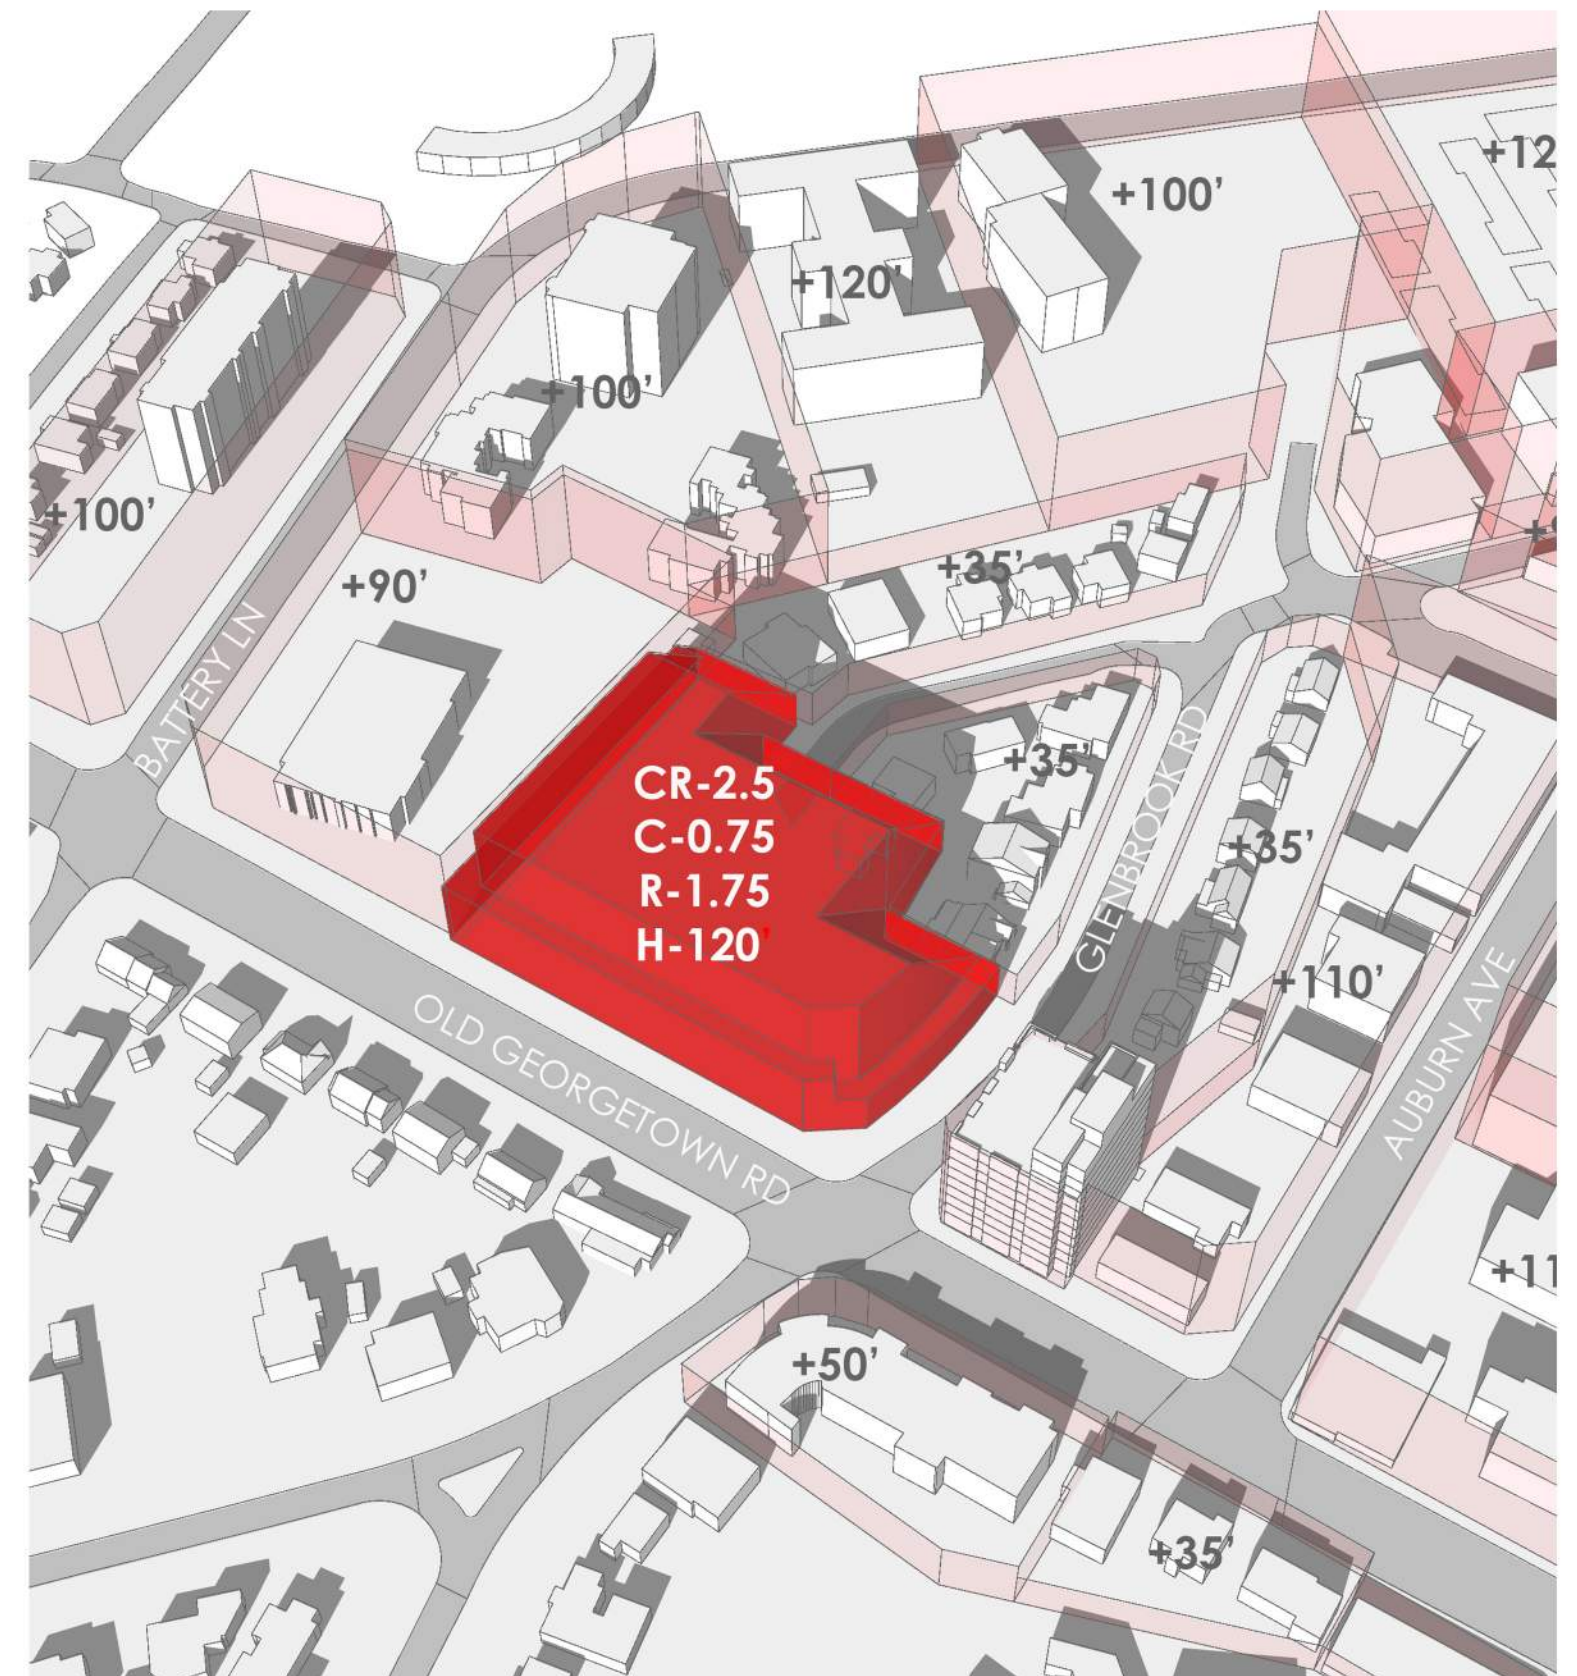 +12
+100'
+120'
+100'
+100'
+90'
+35'
BATTERY LN
CR-2.5
C-0.75
R-1.75
H-120'
+35'
GLENBROOK RD
+35'
+110'
OLD GEORGETOWN RD
AUBURN AVE
+11
+50'
+35'